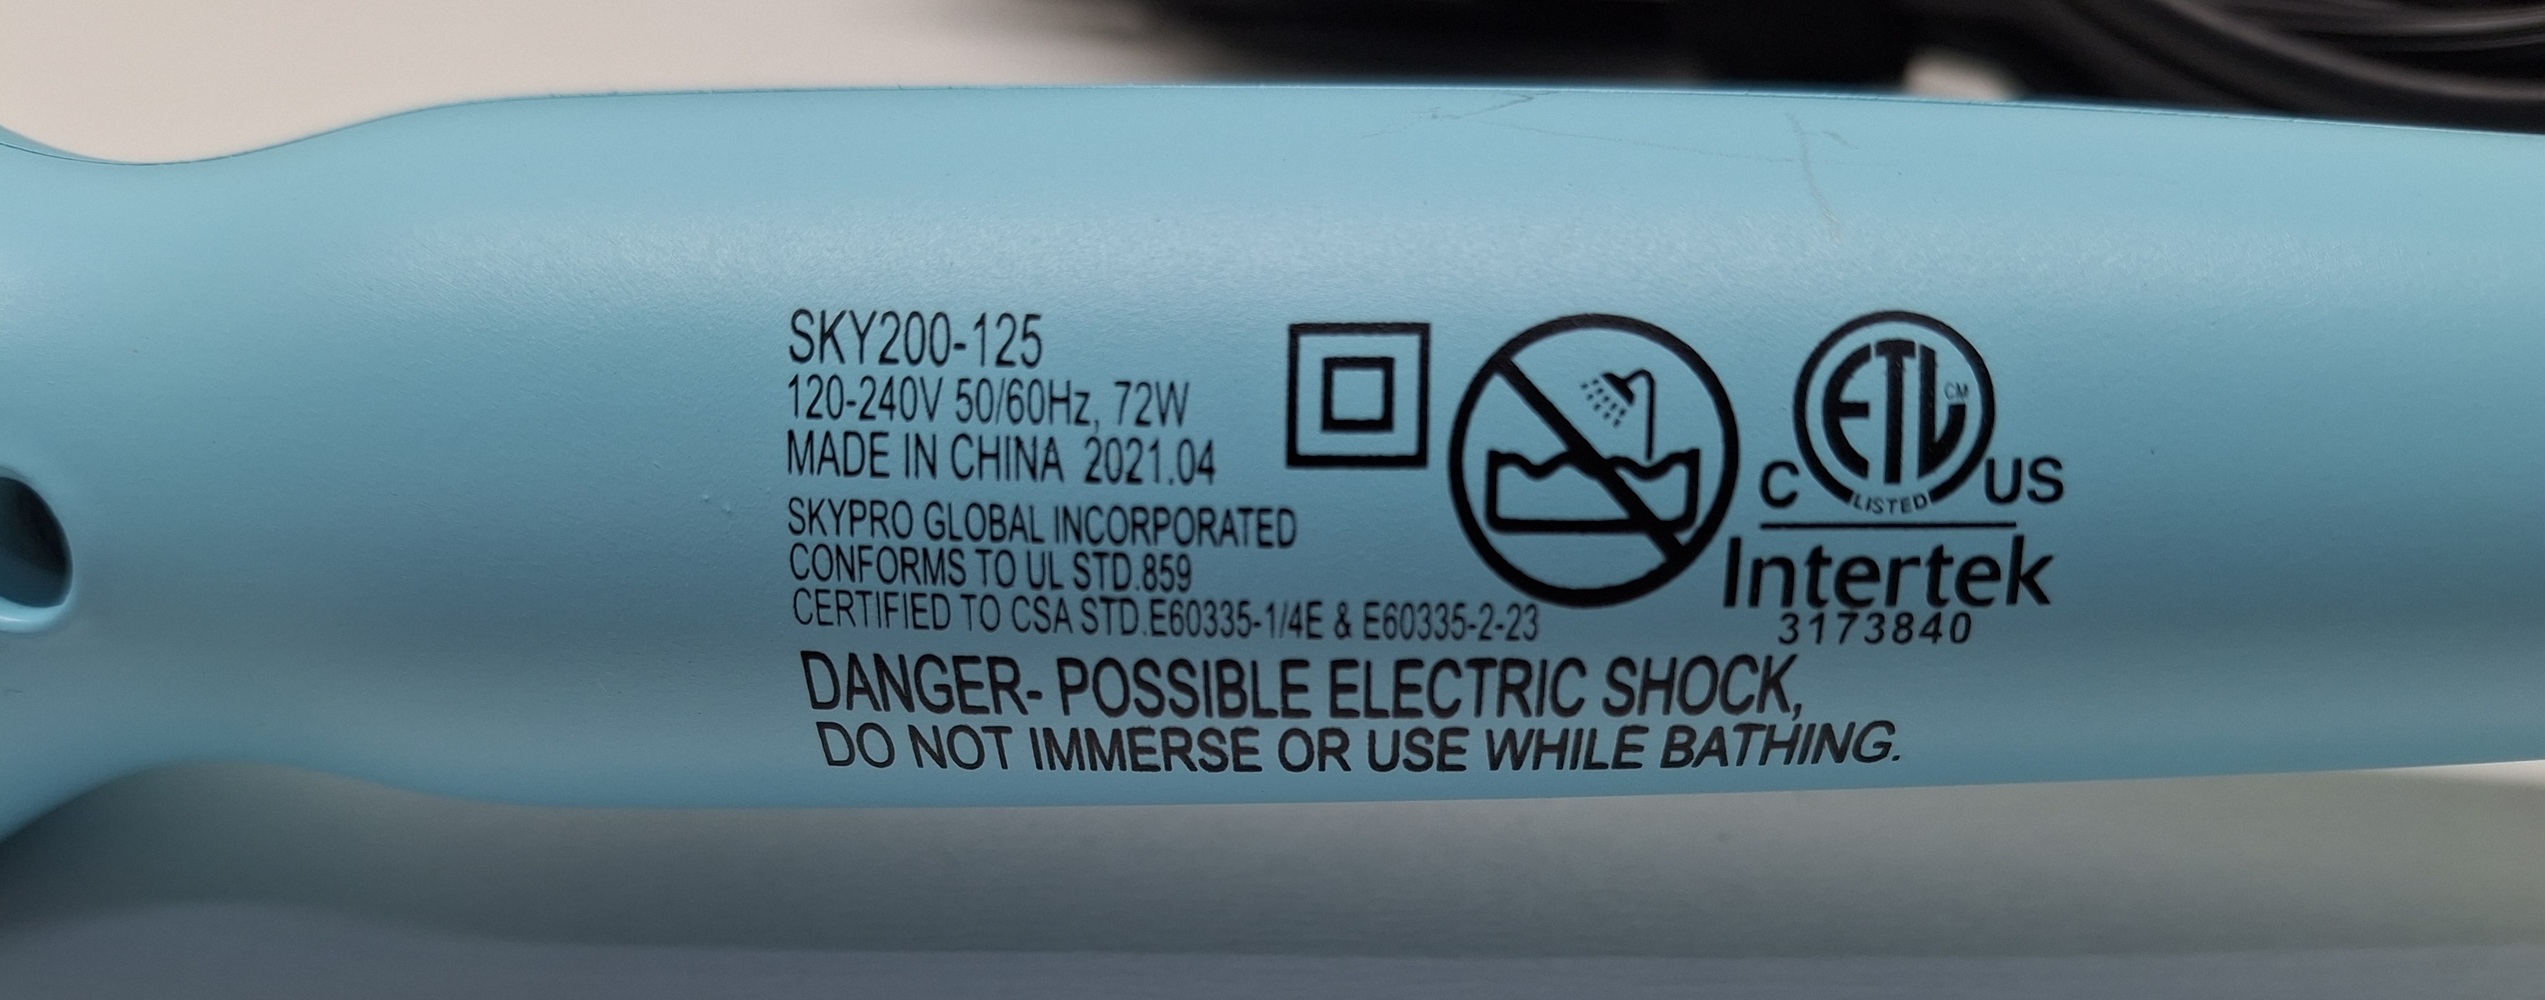 SKY200-125
120-240V 50/60Hz, 72W
MADE IN CHINA 2021.04
SKYPRO GLOBAL INCORPORATED
CONFORMS TO UL STD.859
CERTIFIED TO CSA STD.E60335-1/4E & E60335-2-23
DANGER- POSSIBLE ELECTRIC SHOCK,
DO NOT IMMERSE OR USE WHILE BATHING.
ETL CM
C LISTED US
Intertek
3173840